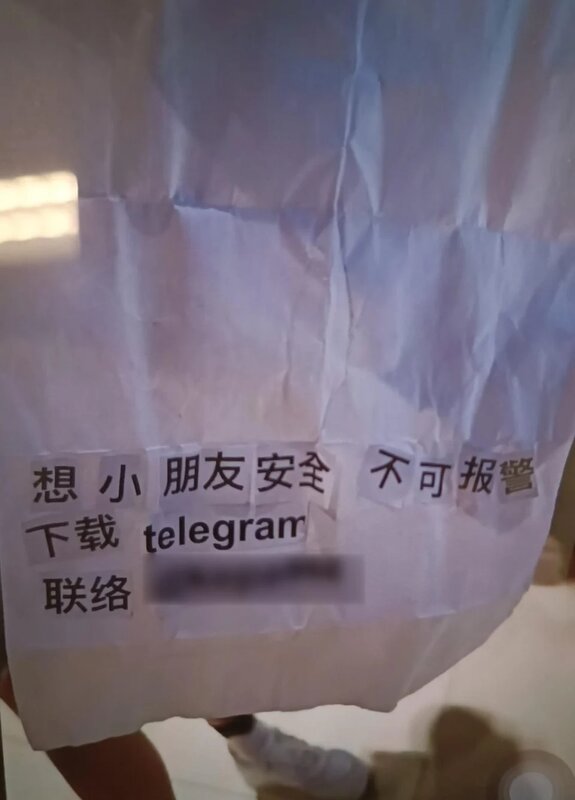 想小朋友安全 不可报警
下载 telegram
联络